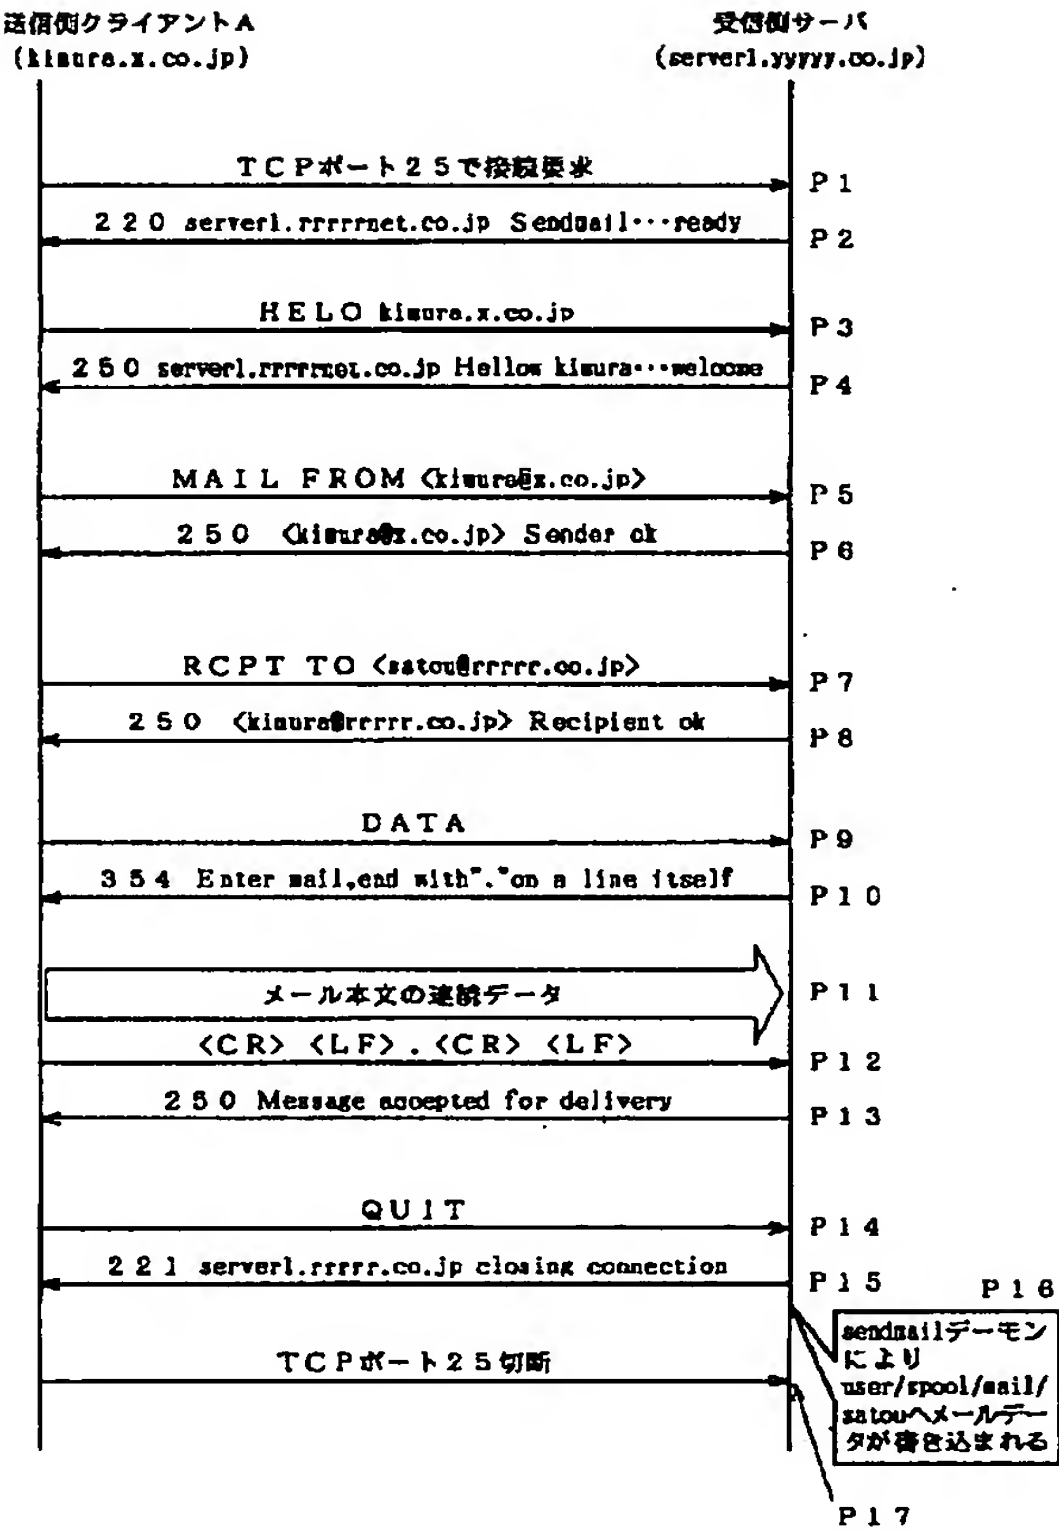 送信側クライアントA
(kimura.x.co.jp)
受信側サーバ
(server1.yyyyy.co.jp)
TCPポート25で接続要求
P1
220 server1.rrrrrnet.co.jp Sendmail…ready
P2
HELO kimura.x.co.jp
P3
250 server1.rrrrrnet.co.jp Hellow kimura…welcome
P4
MAIL FROM <kimura@x.co.jp>
P5
250 <kimura@x.co.jp> Sender ok
P6
RCPT TO <satou@rrrrr.co.jp>
P7
250 <kimura@rrrrr.co.jp> Recipient ok
P8
DATA
P9
354 Enter mail,end with"."on a line itself
P10
メール本文の連続データ
P11
<CR> <LF>.<CR> <LF>
P12
250 Message accepted for delivery
P13
QUIT
P14
221 server1.rrrrr.co.jp closing connection
P15
P16
sendmailデーモン
により
user/spool/mail/
satouへメールデー
タが書き込まれる
TCPポート25切断
P17